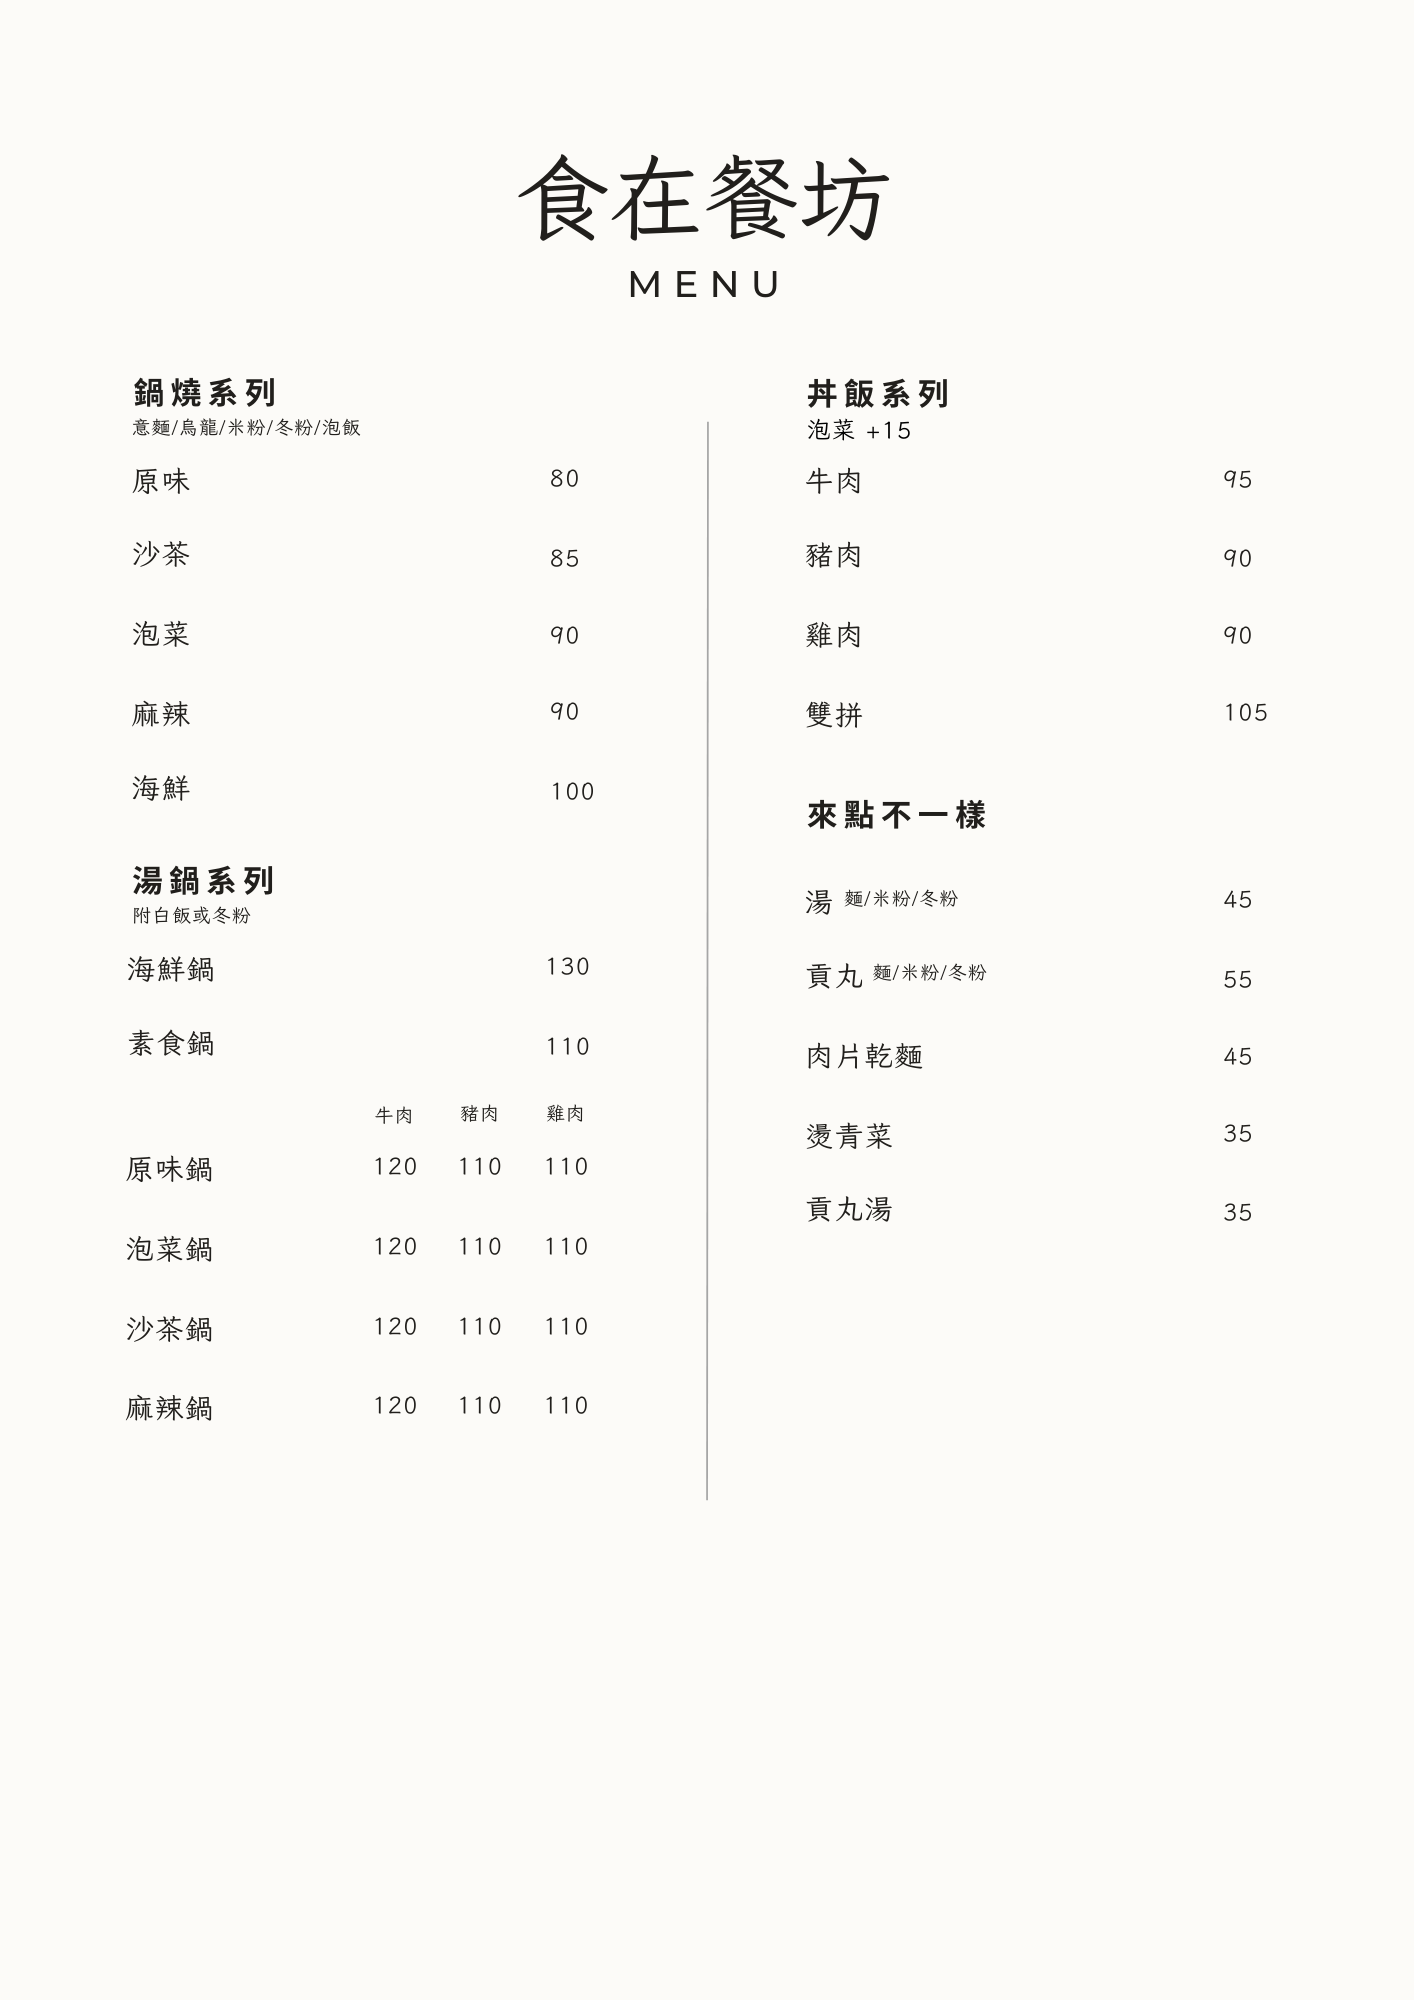 食在餐坊
MENU
鍋燒系列
意麵/烏龍/米粉/冬粉/泡飯
原味 80
沙茶 85
泡菜 90
麻辣 90
海鮮 100
湯鍋系列
附白飯或冬粉
海鮮鍋 130
素食鍋 110
牛肉 豬肉 雞肉
原味鍋 120 110 110
泡菜鍋 120 110 110
沙茶鍋 120 110 110
麻辣鍋 120 110 110
丼飯系列
泡菜 +15
牛肉 95
豬肉 90
雞肉 90
雙拼 105
來點不一樣
湯 麵/米粉/冬粉 45
貢丸 麵/米粉/冬粉 55
肉片乾麵 45
燙青菜 35
貢丸湯 35